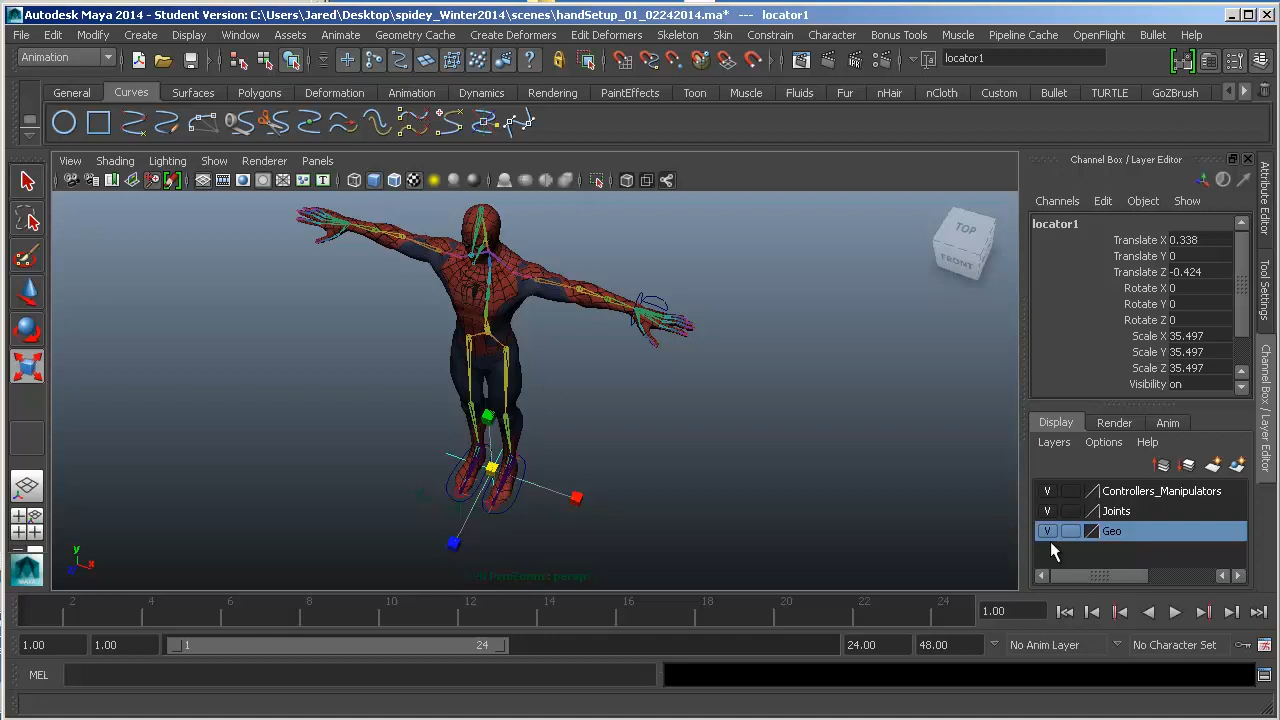 Autodesk Maya 2014 - Student Version: C:\Users\Jared\Desktop\spidey_Winter2014\scenes\handSetup_01_02242014.ma* --- locator1
File Edit Modify Create Display Window Assets Animate Geometry Cache Create Deformers Edit Deformers Skeleton Skin Constrain Character Bonus Tools Muscle Pipeline Cache OpenFlight Bullet Help
Animation locator1
General Curves Surfaces Polygons Deformation Animation Dynamics Rendering PaintEffects Toon Muscle Fluids Fur nHair nCloth Custom Bullet TURTLE GoZBrush
View Shading Lighting Show Renderer Panels
Channel Box / Layer Editor
Channels Edit Object Show
locator1
Translate X 0.338
Translate Y 0
Translate Z -0.424
Rotate X 0
Rotate Y 0
Rotate Z 0
Scale X 35.497
Scale Y 35.497
Scale Z 35.497
Visibility on
Display Render Anim
Layers Options Help
V Controllers_Manipulators
V Joints
V Geo
Attribute Editor
Tool Settings
Channel Box / Layer Editor
TOP
FRONT
y
x
MAYA
2 4 6 8 10 12 14 16 18 20 22 24
1.00
1.00 1.00 1 24 24.00 48.00 No Anim Layer No Character Set
MEL